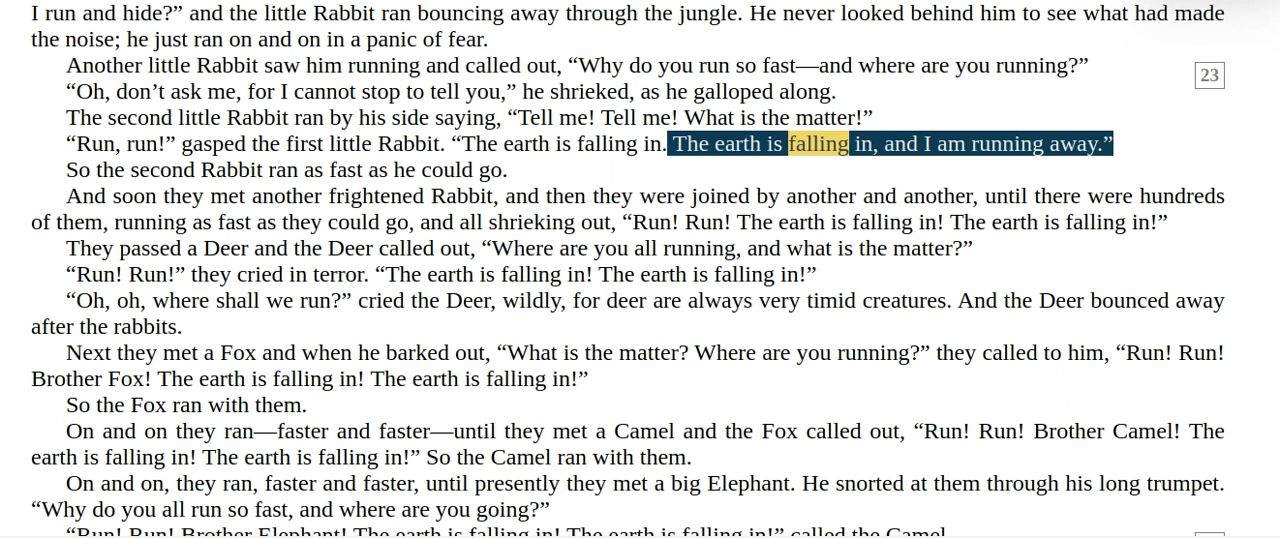 I run and hide?” and the little Rabbit ran bouncing away through the jungle. He never looked behind him to see what had made
the noise; he just ran on and on in a panic of fear.
Another little Rabbit saw him running and called out, “Why do you run so fast—and where are you running?”
23
“Oh, don’t ask me, for I cannot stop to tell you,” he shrieked, as he galloped along.
The second little Rabbit ran by his side saying, “Tell me! Tell me! What is the matter!”
“Run, run!” gasped the first little Rabbit. “The earth is falling in. The earth is falling in, and I am running away.”
So the second Rabbit ran as fast as he could go.
And soon they met another frightened Rabbit, and then they were joined by another and another, until there were hundreds
of them, running as fast as they could go, and all shrieking out, “Run! Run! The earth is falling in! The earth is falling in!”
They passed a Deer and the Deer called out, “Where are you all running, and what is the matter?”
“Run! Run!” they cried in terror. “The earth is falling in! The earth is falling in!”
“Oh, oh, where shall we run?” cried the Deer, wildly, for deer are always very timid creatures. And the Deer bounced away
after the rabbits.
Next they met a Fox and when he barked out, “What is the matter? Where are you running?” they called to him, “Run! Run!
Brother Fox! The earth is falling in! The earth is falling in!”
So the Fox ran with them.
On and on they ran—faster and faster—until they met a Camel and the Fox called out, “Run! Run! Brother Camel! The
earth is falling in! The earth is falling in!” So the Camel ran with them.
On and on, they ran, faster and faster, until presently they met a big Elephant. He snorted at them through his long trumpet.
“Why do you all run so fast, and where are you going?”
“Run! Run! Brother Elephant! The earth is falling in! The earth is falling in!” called the Camel.